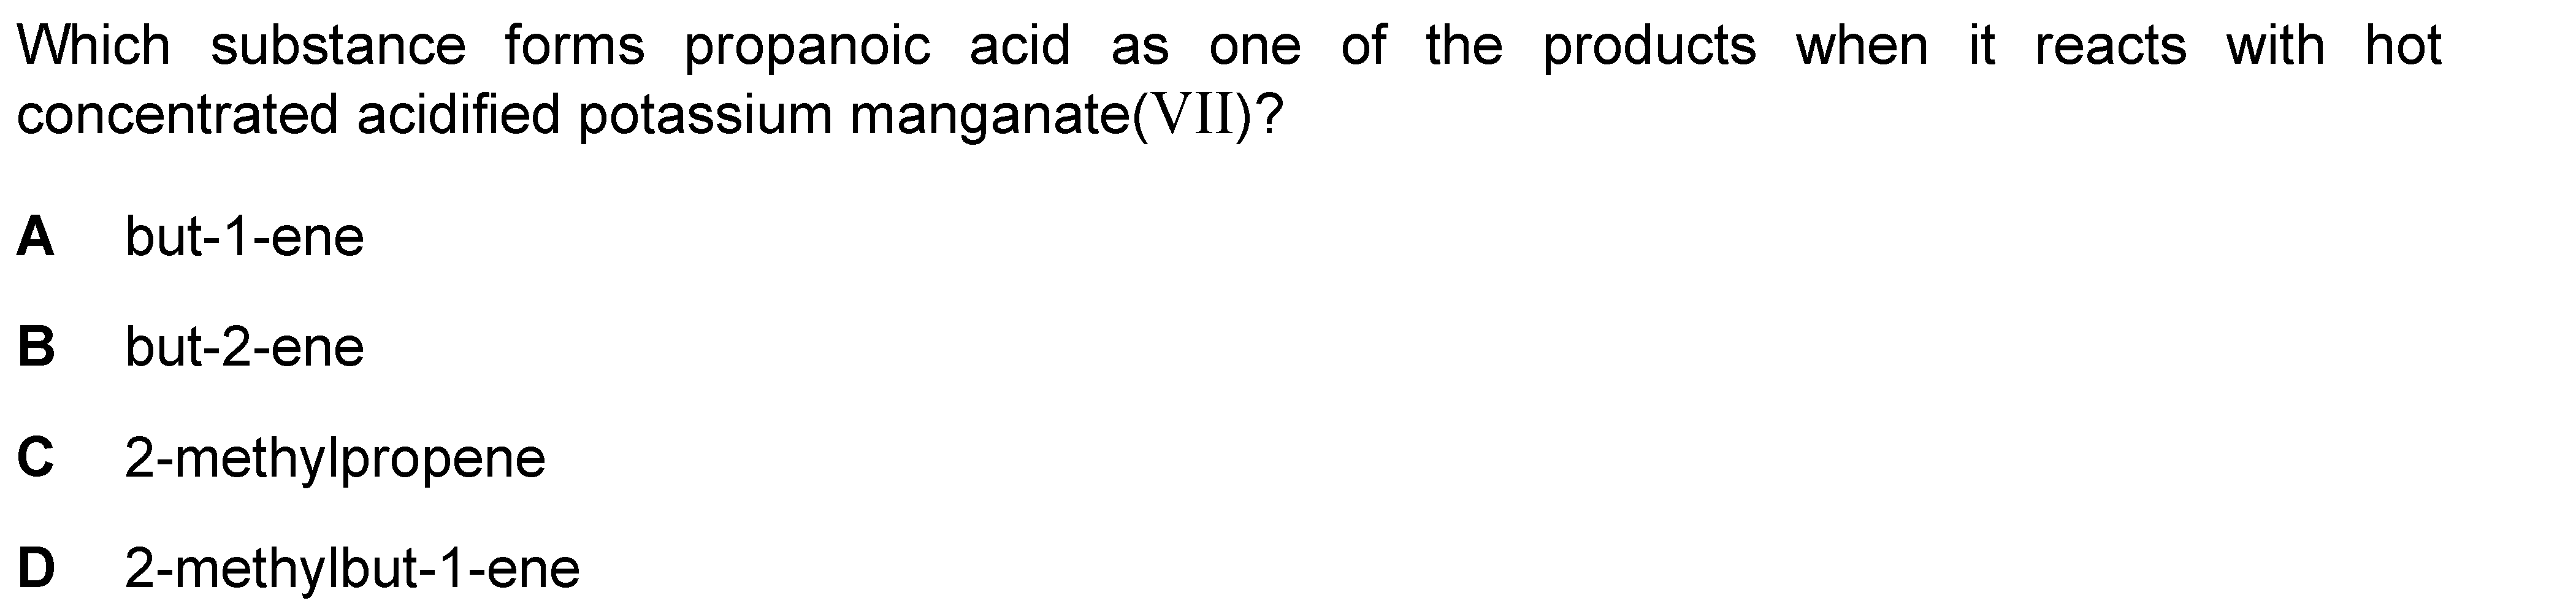 Which substance forms propanoic acid as one of the products when it reacts with hot
concentrated acidified potassium manganate(VII)?
A but-1-ene
B but-2-ene
C 2-methylpropene
D 2-methylbut-1-ene